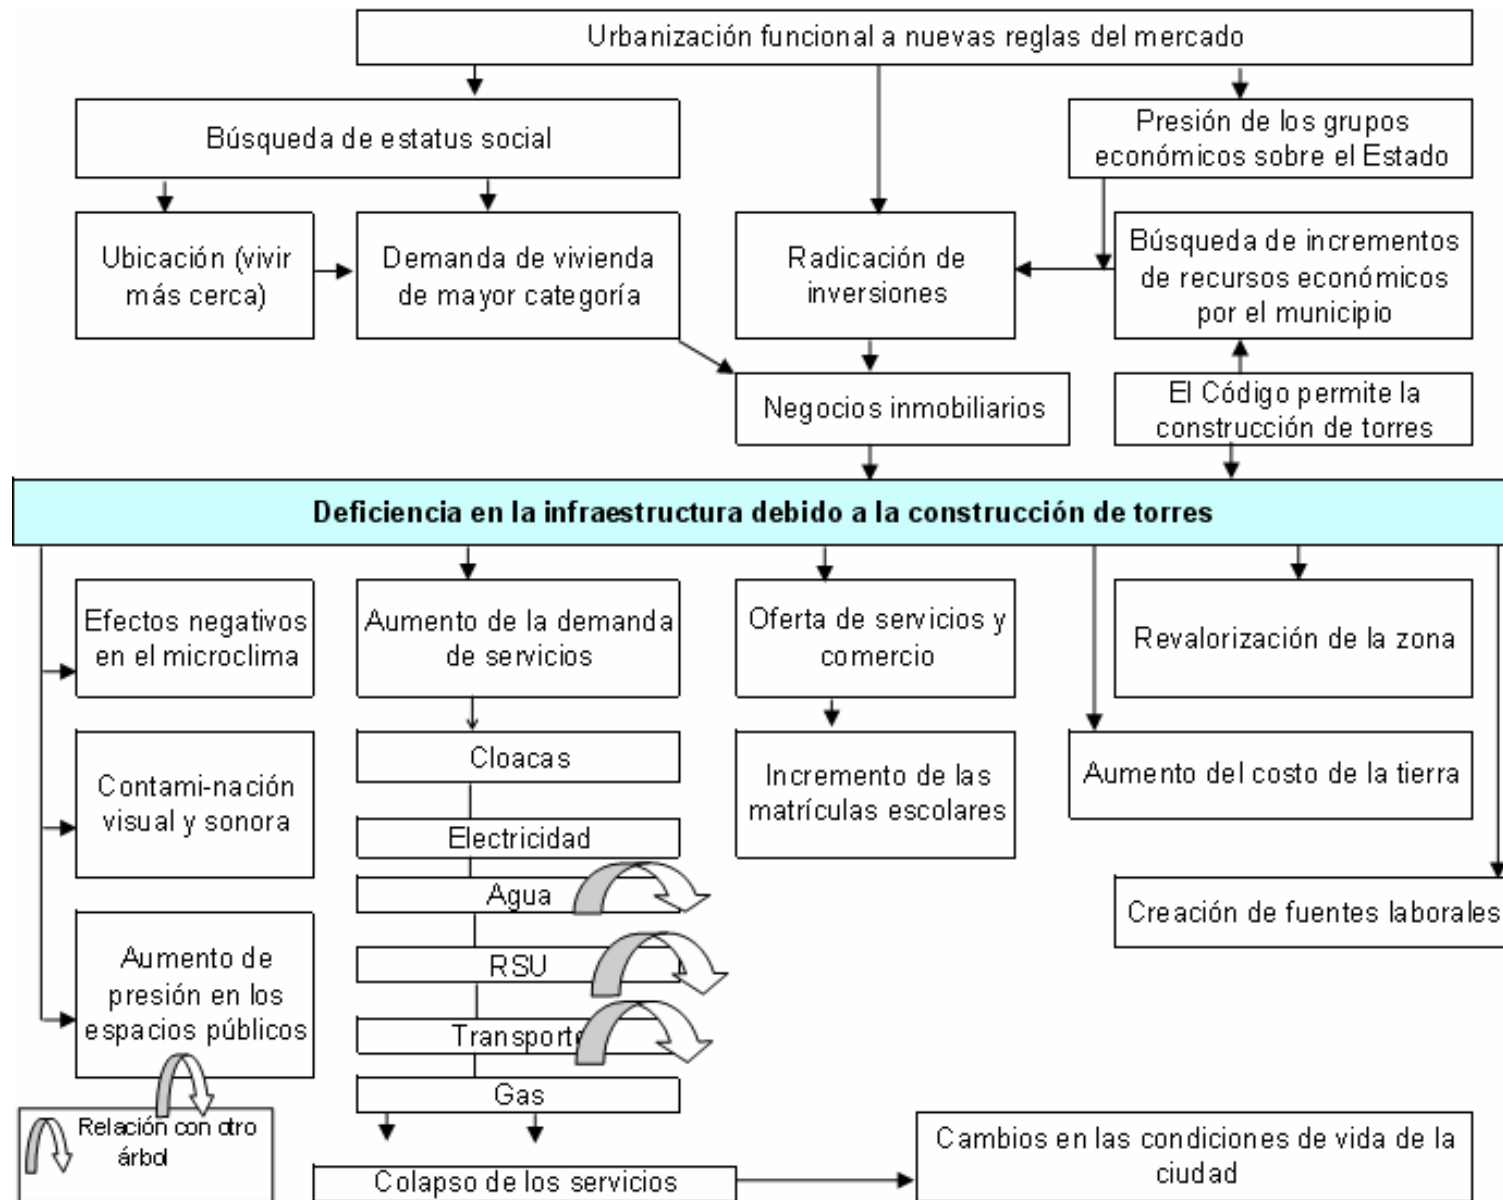 Urbanización funcional a nuevas reglas del mercado
Búsqueda de estatus social
Presión de los grupos
económicos sobre el Estado
Ubicación (vivir
más cerca)
Demanda de vivienda
de mayor categoría
Radicación de
inversiones
Búsqueda de incrementos
de recursos económicos
por el municipio
Negocios inmobiliarios
El Código permite la
construcción de torres
Deficiencia en la infraestructura debido a la construcción de torres
Efectos negativos
en el microclima
Aumento de la demanda
de servicios
Oferta de servicios y
comercio
Revalorización de la zona
Contami-nación
visual y sonora
Cloacas
Electricidad
Incremento de las
matrículas escolares
Aumento del costo de la tierra
Agua
Creación de fuentes laborales
Aumento de
presión en los
espacios públicos
RSU
Transporte
Gas
Relación con otro
árbol
Colapso de los servicios
Cambios en las condiciones de vida de la
ciudad